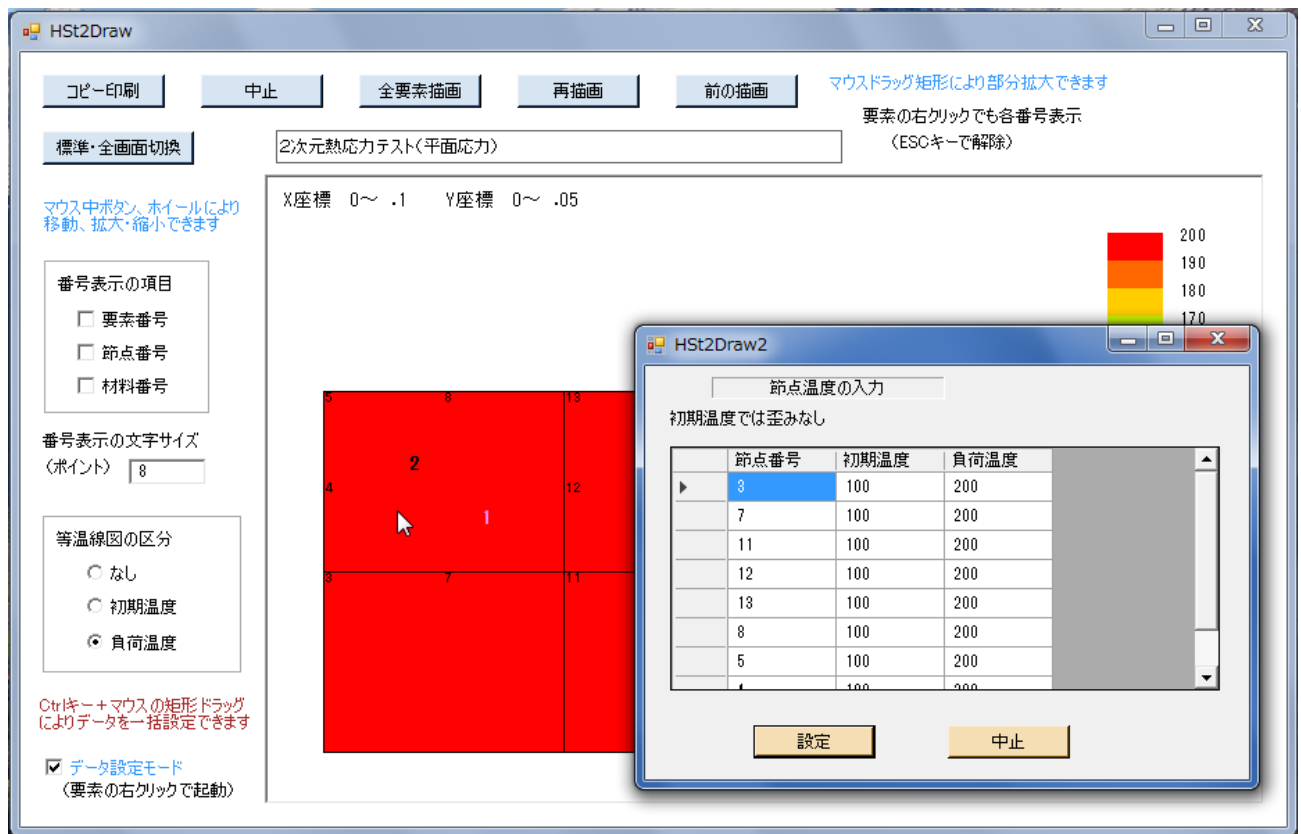 HSt2Draw
コピー印刷
中止
全要素描画
再描画
前の描画
マウスドラッグ矩形により部分拡大できます
要素の右クリックでも各番号表示
(ESCキーで解除)
標準・全画面切換
2次元熱応力テスト(平面応力)
マウス中ボタン、ホイールにより
移動、拡大・縮小できます
X座標 0～ .1 Y座標 0～ .05
200
190
180
170
番号表示の項目
要素番号
節点番号
材料番号
番号表示の文字サイズ
(ポイント) 8
等温線図の区分
なし
初期温度
負荷温度
Ctrlキー+マウスの矩形ドラッグ
によりデータを一括設定できます
データ設定モード
(要素の右クリックで起動)
5 8 13
2
4 12
1
3 7 11
HSt2Draw2
節点温度の入力
初期温度では歪みなし
節点番号 初期温度 負荷温度
3 100 200
7 100 200
11 100 200
12 100 200
13 100 200
8 100 200
5 100 200
4 100 200
設定
中止